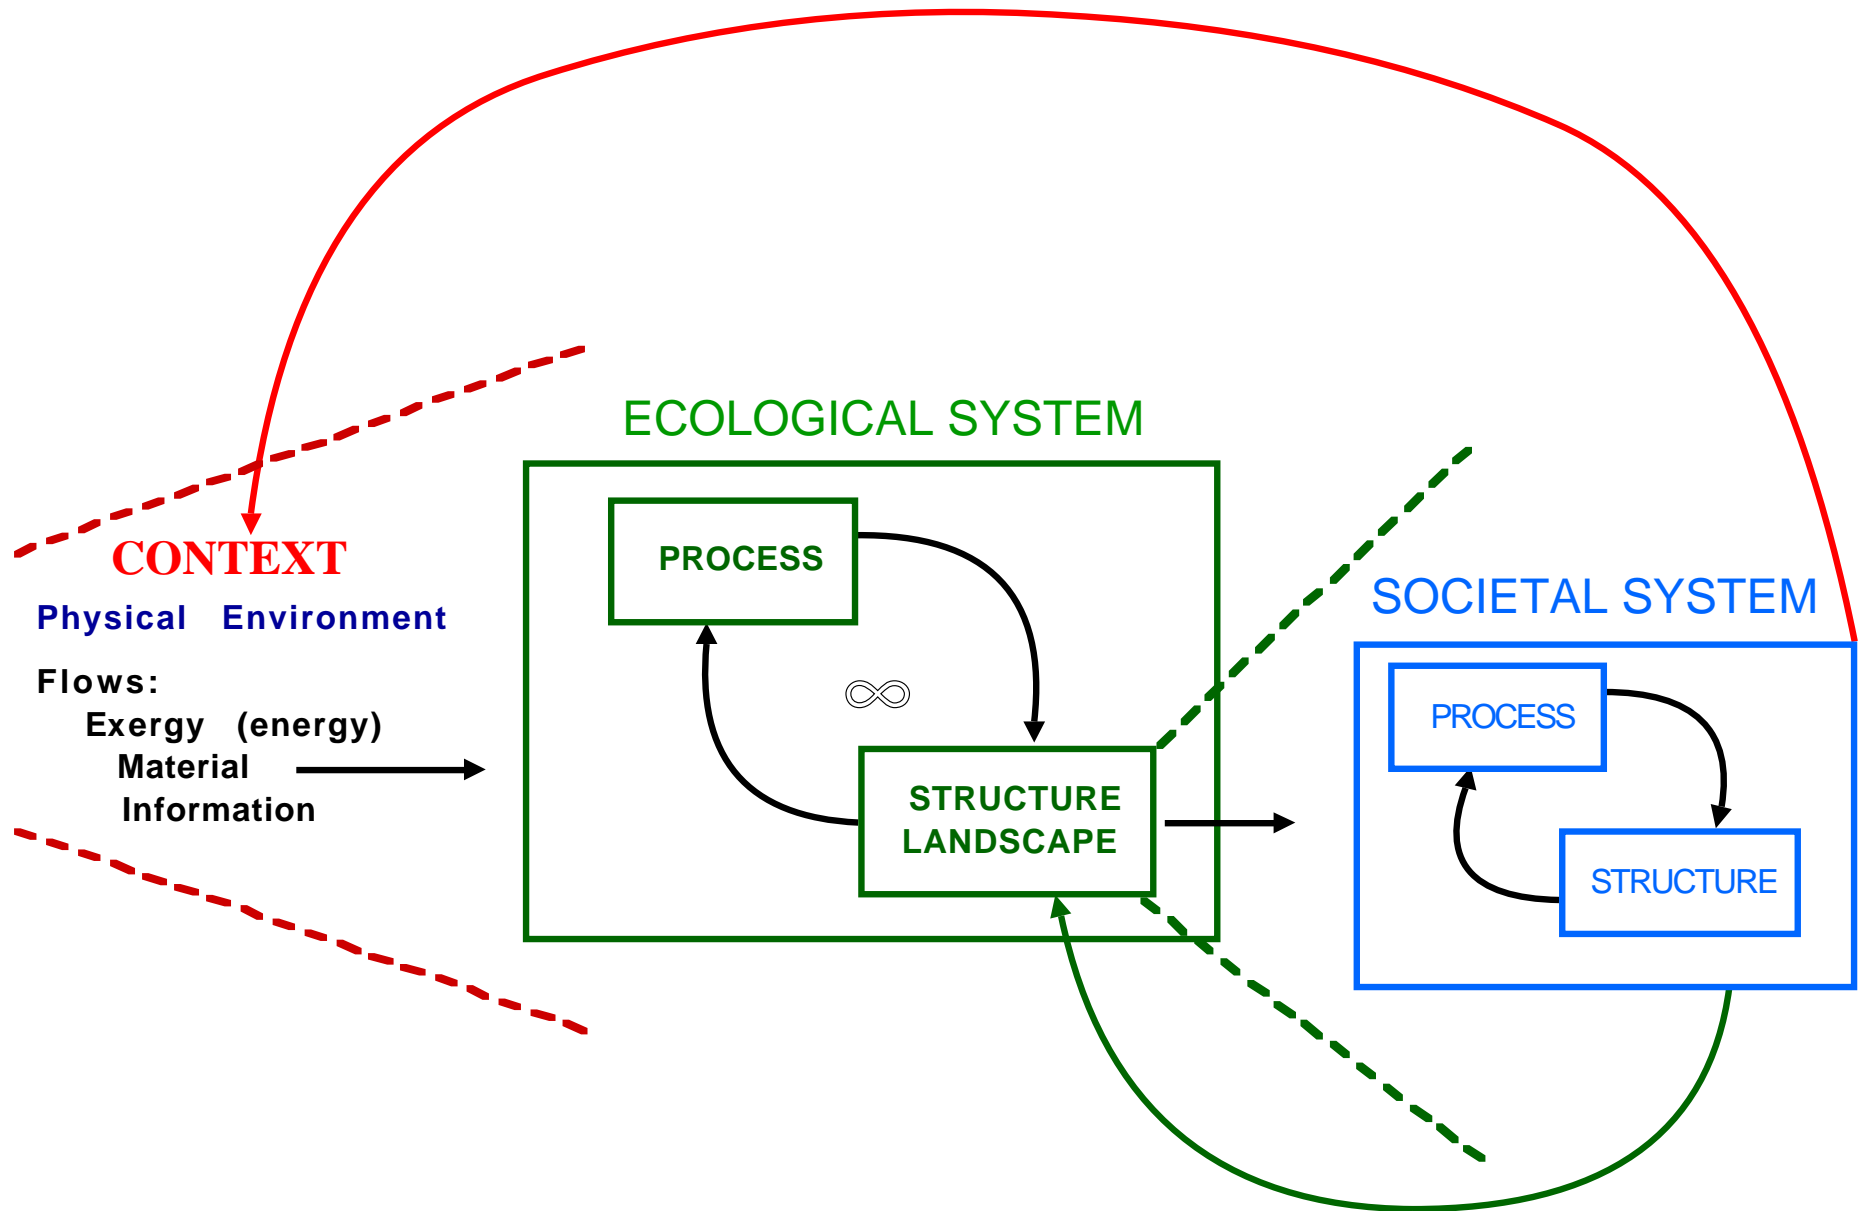 ECOLOGICAL SYSTEM
PROCESS
∞
STRUCTURE
LANDSCAPE
CONTEXT
Physical Environment
Flows:
Exergy (energy)
Material
Information
SOCIETAL SYSTEM
PROCESS
STRUCTURE